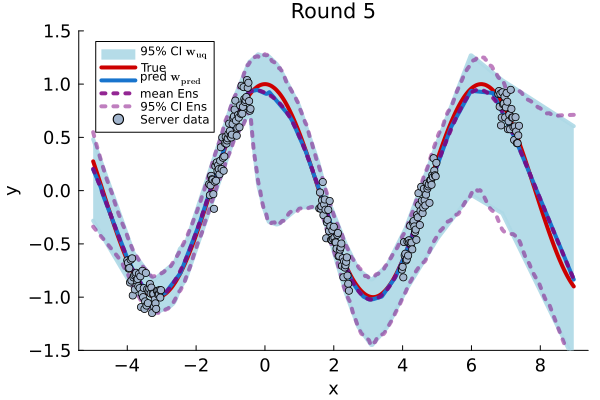 Round 5
1.5
1.0
0.5
0.0
−0.5
−1.0
−1.5
y
95% CI w_uq
True
pred w_pred
mean Ens
95% CI Ens
Server data
−4 −2 0 2 4 6 8
x